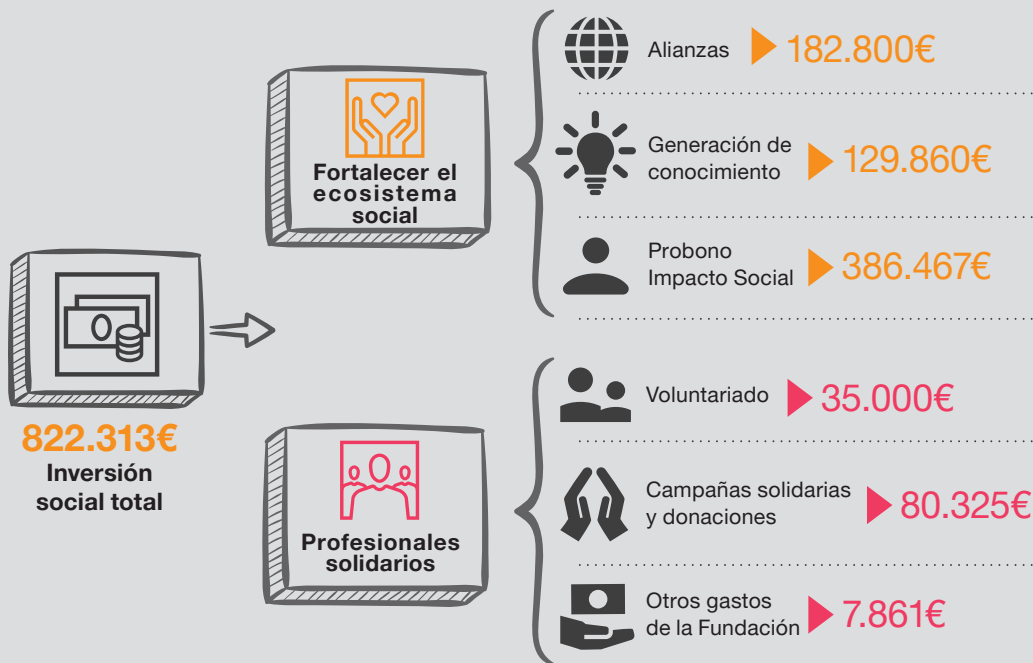 822.313€
Inversión
social total
Fortalecer el
ecosistema
social
Alianzas
182.800€
Generación de
conocimiento
129.860€
Probono
Impacto Social
386.467€
Profesionales
solidarios
Voluntariado
35.000€
Campañas solidarias
y donaciones
80.325€
Otros gastos
de la Fundación
7.861€